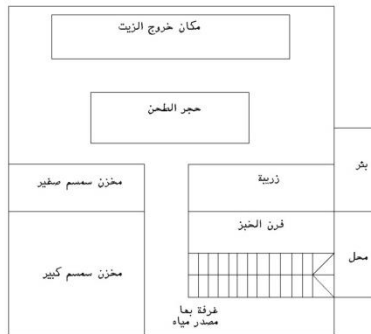 مكان خروج الزيت
حجر الطحن
بئر
زريبة
مخزن سمسم صغير
فرن الخبز
محل
مخزن سمسم كبير
غرفة بها
مصدر مياه